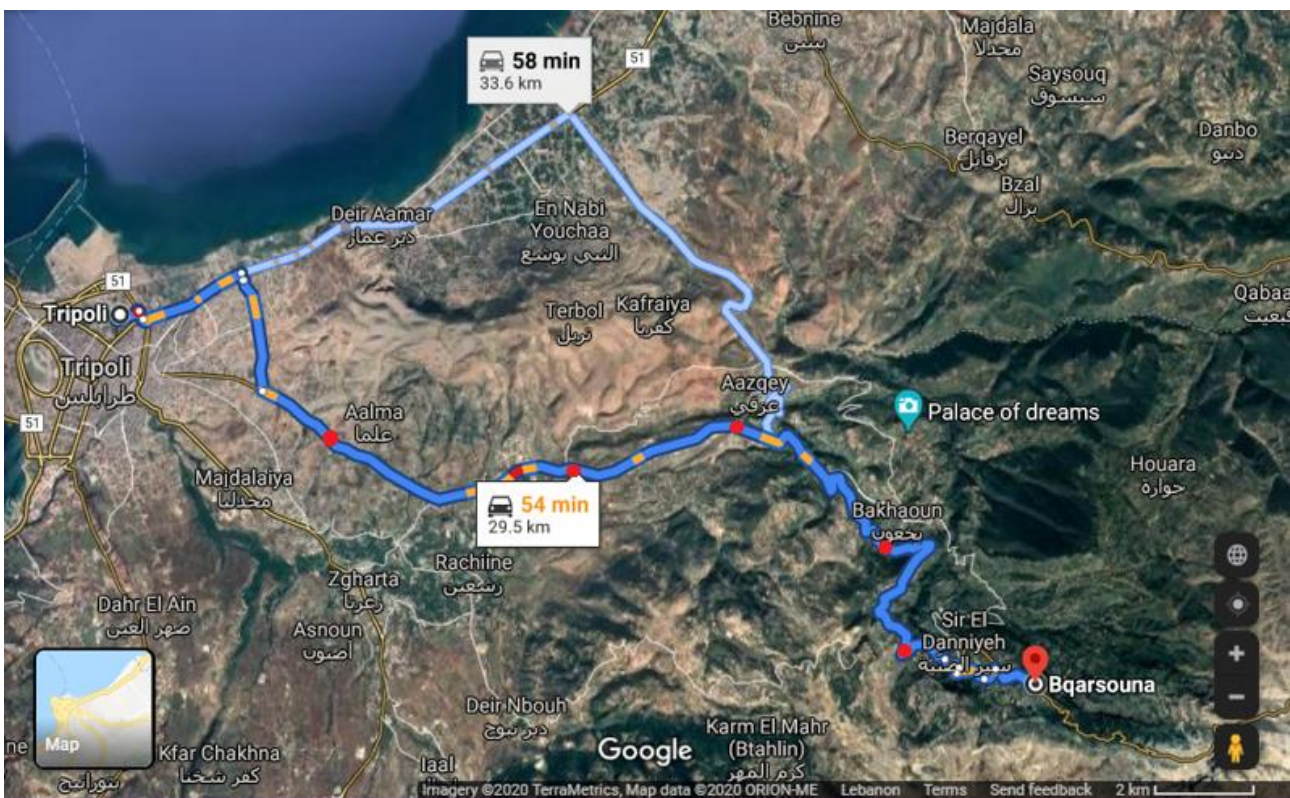 Bebnine
ببنين
Majdala
مجدلا
58 min
33.6 km
51
Saysouq
سيسوق
Berqayel
برقايل
Danbo
دنبو
Bzal
بزال
Deir Aamar
دير عمار
En Nabi
Youchaa
النبي يوشع
51
Tripoli
Terbol
تربل
Kafraiya
كفريا
Qabaa
قبعيت
Tripoli
طرابلس
51
Aazqey
عزقي
Palace of dreams
Aalma
علما
Majdalaiya
مجدليا
54 min
29.5 km
Houara
حوارة
Bakhaoun
بخعون
Rachiine
رشعين
Zgharta
زغرتا
Dahr El Ain
ضهر العين
Asnoun
اصنون
Sir El
Danniyeh
سير الضنية
Bqarsouna
Deir Nbouh
دير نبوح
Karm El Mahr
(Btahlin)
كرم المهر
Google
Map
ne
Kfar Chakhna
كفر شخنا
Iaal
بتوراتيج
Imagery ©2020 TerraMetrics, Map data ©2020 ORION-ME Lebanon Terms Send feedback 2 km